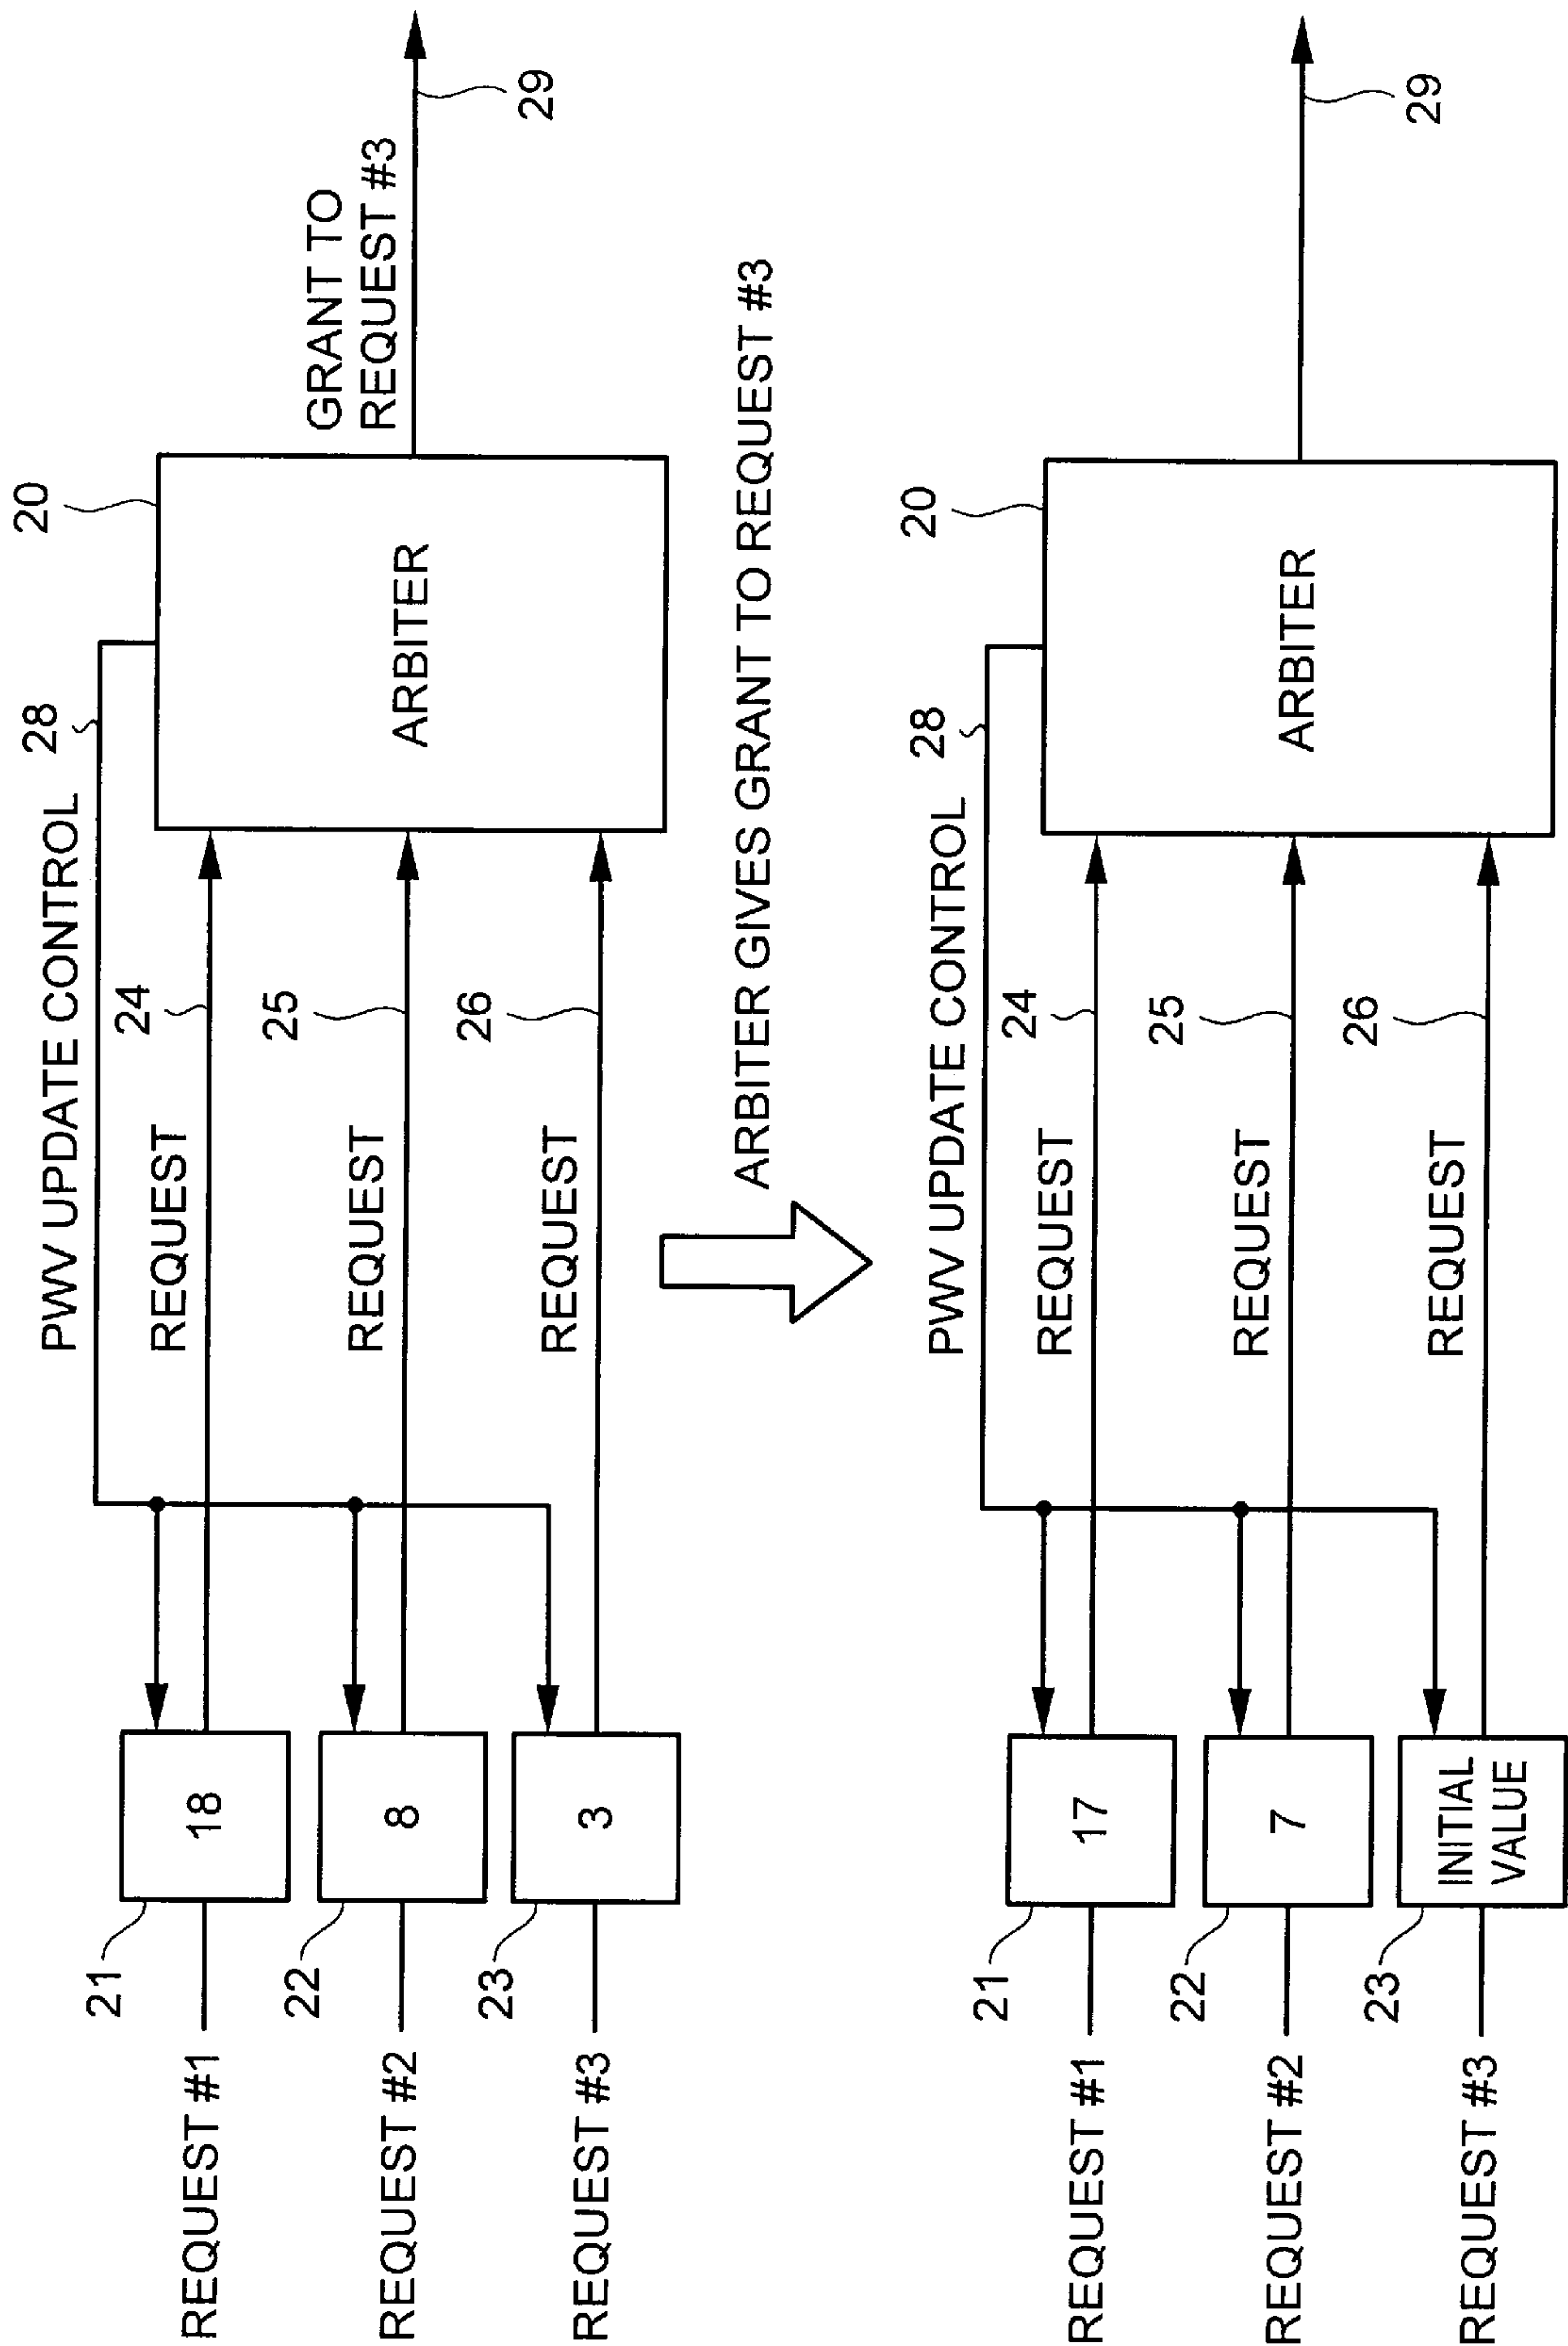 PWV UPDATE CONTROL
28
20
REQUEST #1
21
18
REQUEST
24
REQUEST #2
22
8
REQUEST
25
ARBITER
GRANT TO
REQUEST #3
29
REQUEST #3
23
3
REQUEST
26
ARBITER GIVES GRANT TO REQUEST #3
PWV UPDATE CONTROL
28
20
REQUEST #1
21
17
REQUEST
24
REQUEST #2
22
7
REQUEST
25
ARBITER
29
REQUEST #3
23
INITIAL
VALUE
REQUEST
26